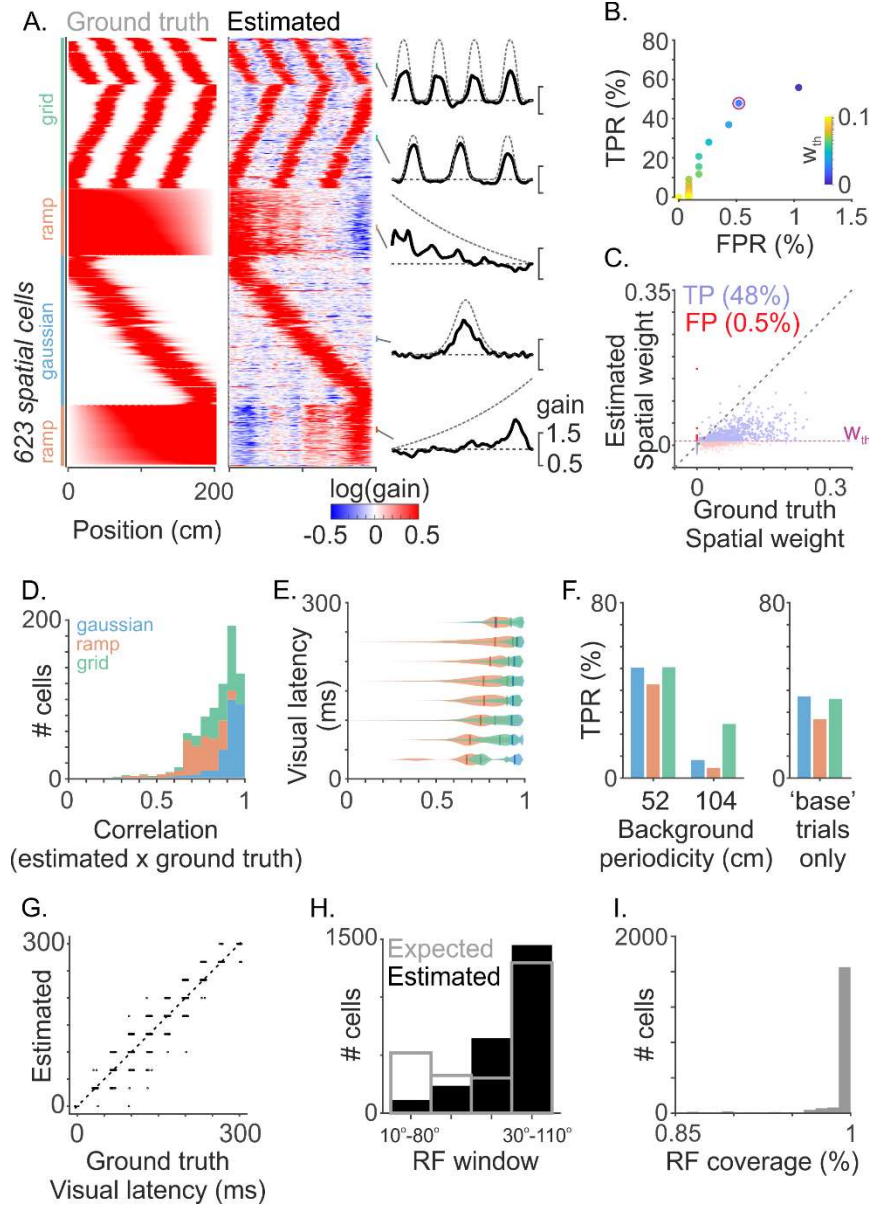 A.
Ground truth
Estimated
grid
ramp
gaussian
ramp
623 spatial cells
0
200
Position (cm)
log(gain)
-0.5
0
0.5
gain
1.5
0.5
B.
TPR (%)
80
60
40
20
0
0
0.5
1
1.5
FPR (%)
0.1
0
w_th
C.
TP (48%)
FP (0.5%)
0.35
0
Estimated
Spatial weight
w_th
0
0.35
Ground truth
Spatial weight
D.
200
0
# cells
gaussian
ramp
grid
0
0.5
1
Correlation
(estimated x ground truth)
E.
300
0
Visual latency
(ms)
0
0.5
1
F.
80
0
TPR (%)
52
104
Background
periodicity (cm)
80
0
'base'
trials
only
G.
300
0
Estimated
0
300
Ground truth
Visual latency (ms)
H.
1500
0
# cells
Expected
Estimated
10°-80°
30°-110°
RF window
I.
2000
0
# cells
0.85
1
RF coverage (%)